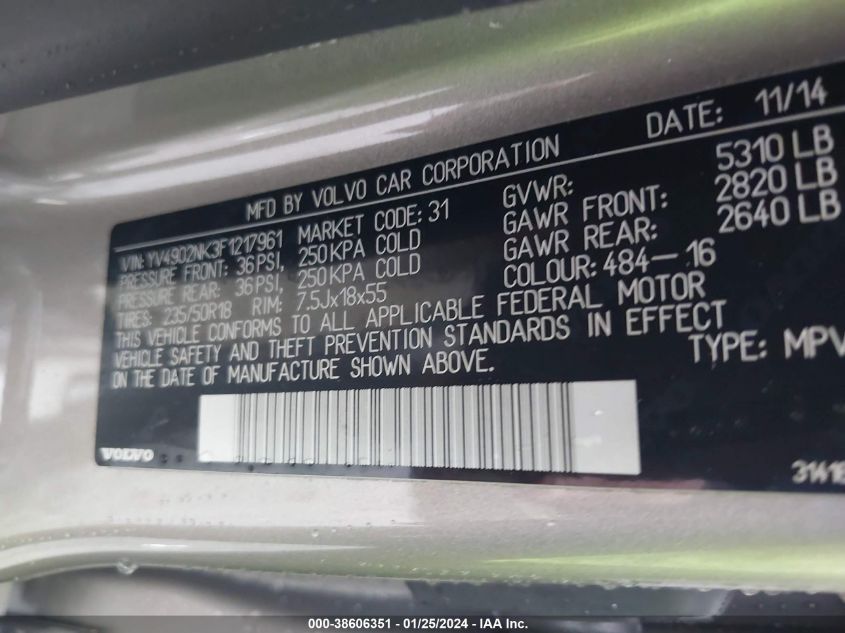 MFD BY VOLVO CAR CORPORATION DATE: 11/14
VIN: YV4902NK3F1217961 MARKET CODE: 31 GVWR: 5310 LB
PRESSURE FRONT: 36 PSI, 250 KPA COLD GAWR FRONT: 2820 LB
PRESSURE REAR: 36 PSI, 250 KPA COLD GAWR REAR: 2640 LB
TIRES: 235/50R18 RIM: 7.5Jx18x55 COLOUR: 484-16
THIS VEHICLE CONFORMS TO ALL APPLICABLE FEDERAL MOTOR
VEHICLE SAFETY AND THEFT PREVENTION STANDARDS IN EFFECT
ON THE DATE OF MANUFACTURE SHOWN ABOVE. TYPE: MPV
VOLVO
000-38606351 - 01/25/2024 - IAA Inc.